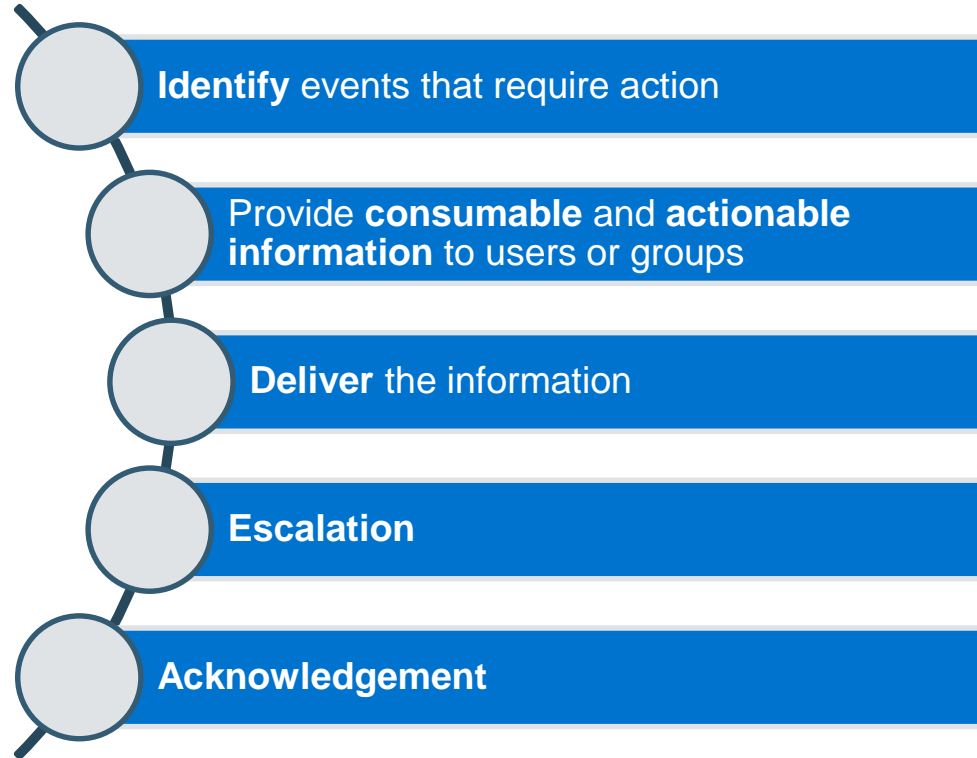 Identify events that require action
Provide consumable and actionable
information to users or groups
Deliver the information
Escalation
Acknowledgement